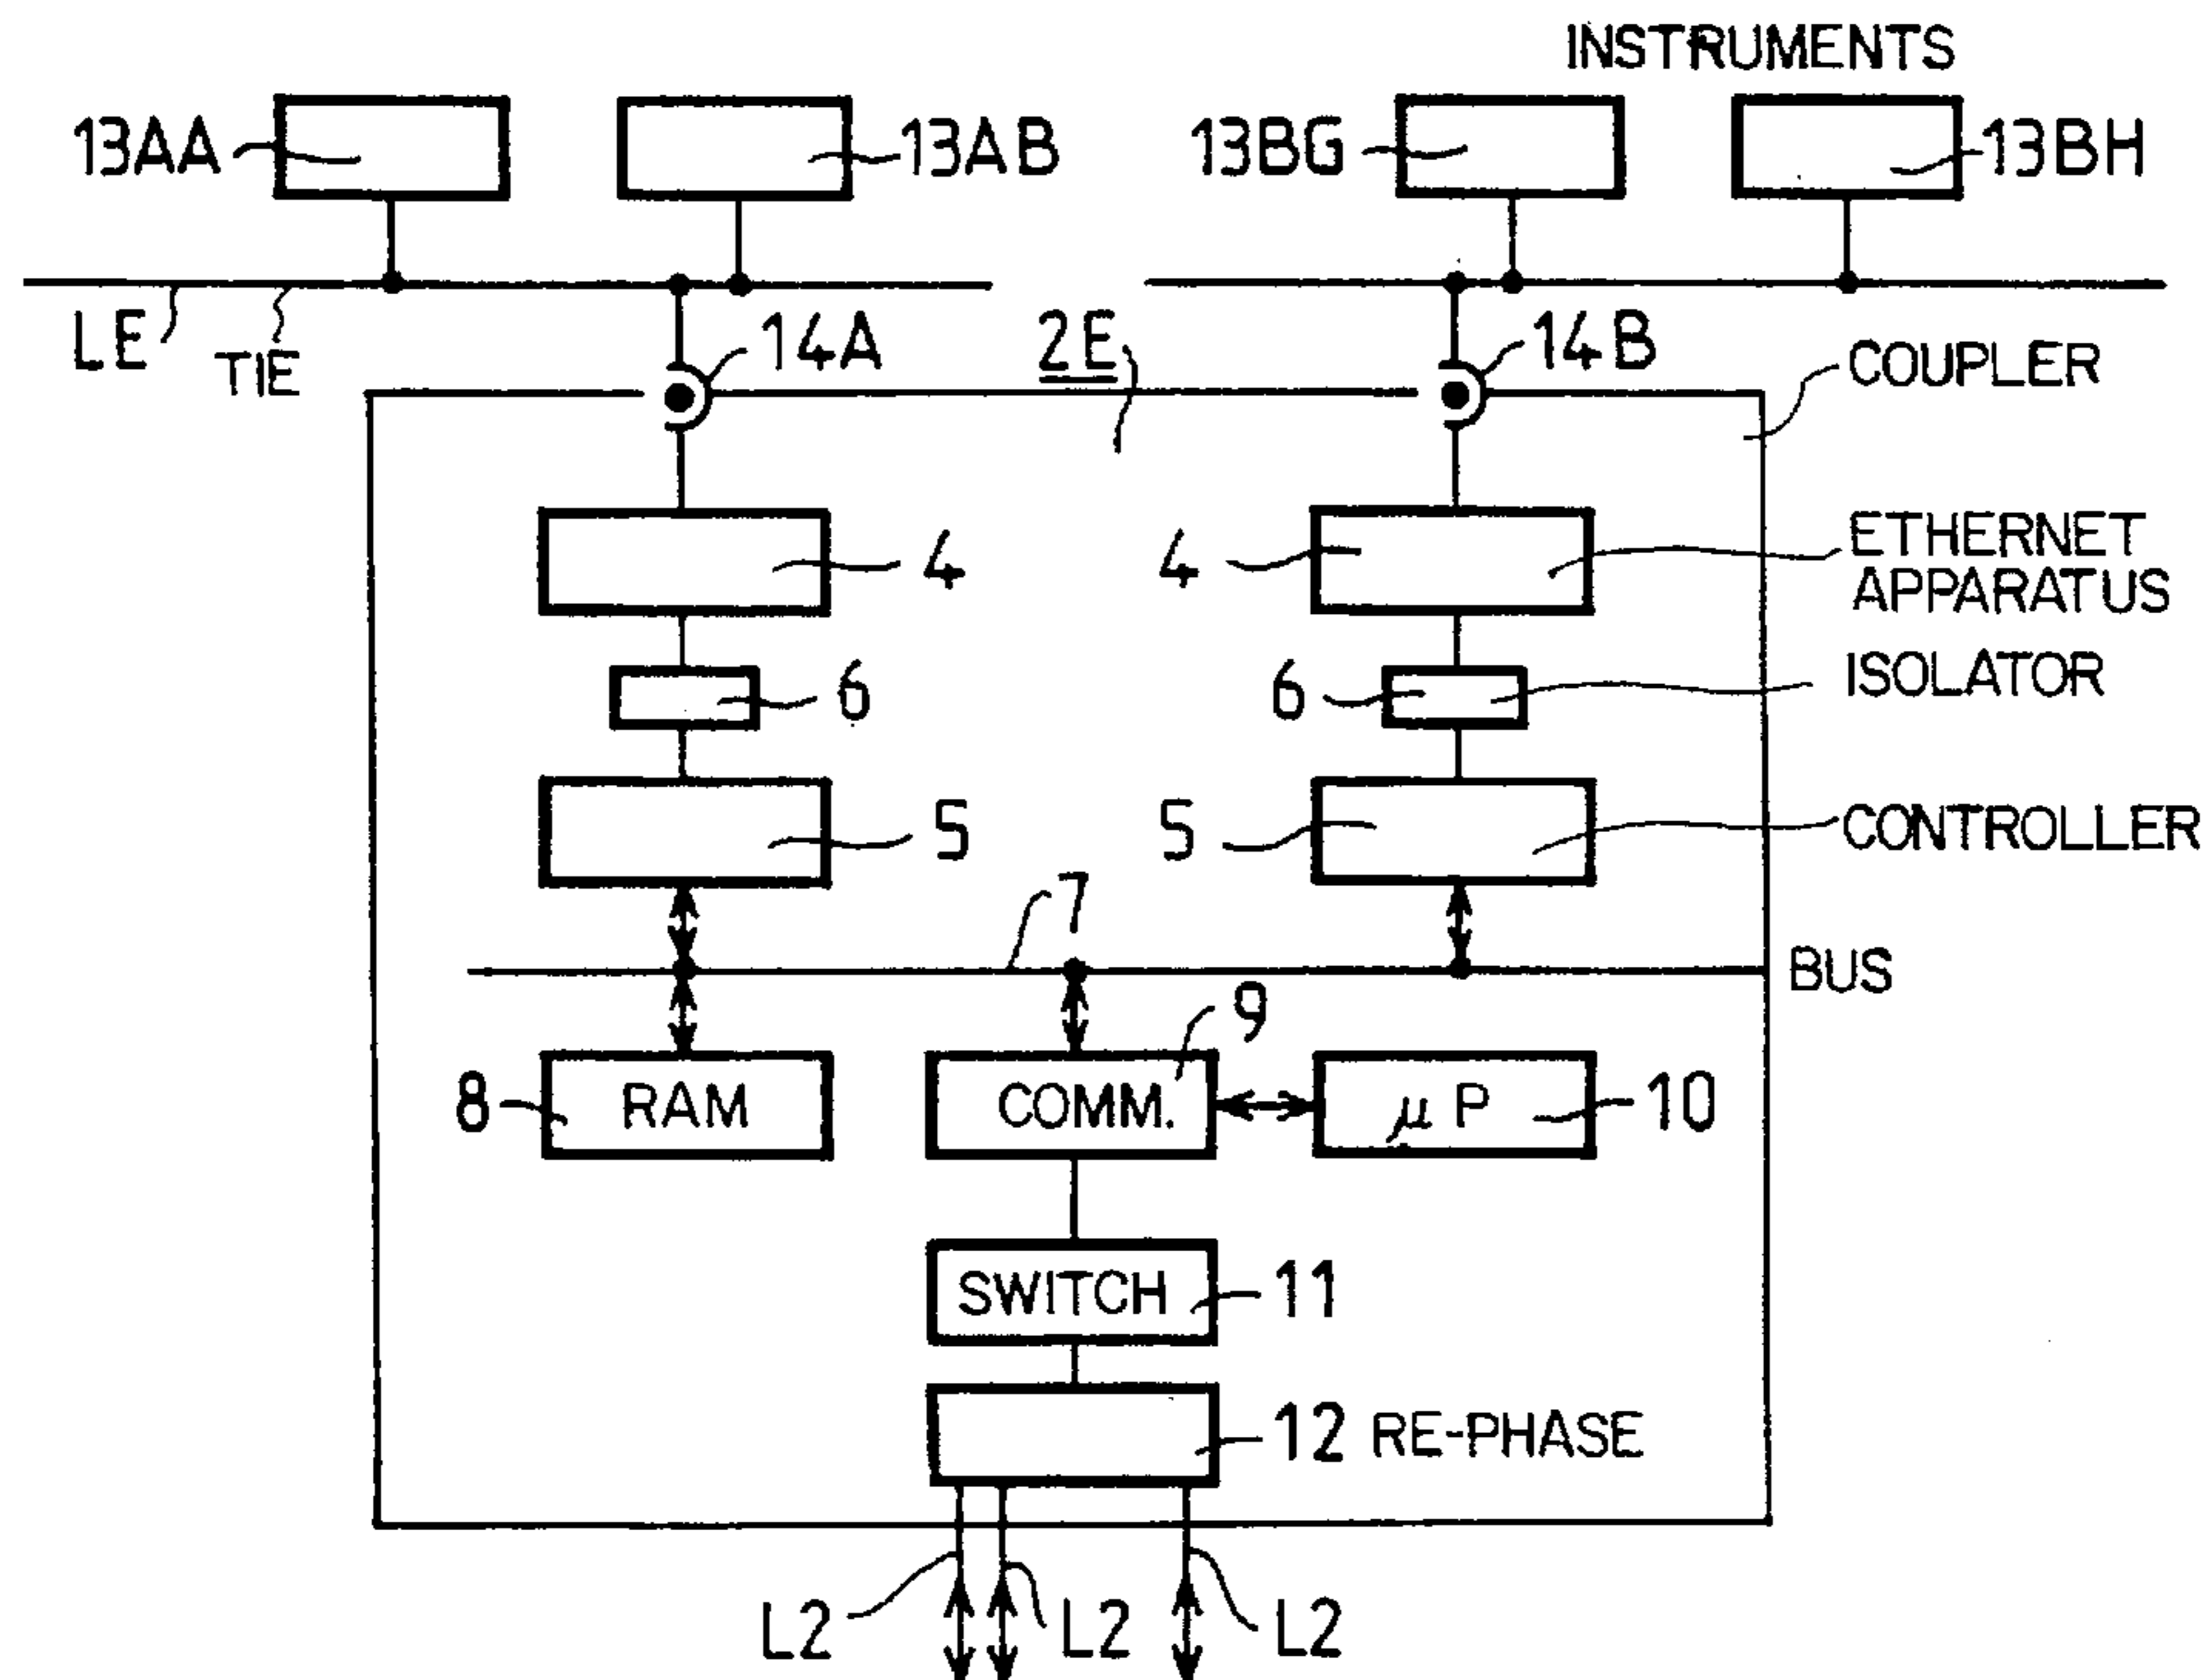 INSTRUMENTS
13AA
13AB
13BG
13BH
LE
TIE
14A
2E
14B
COUPLER
4
4
ETHERNET
APPARATUS
6
6
ISOLATOR
5
5
CONTROLLER
7
BUS
9
8
RAM
COMM.
µP
10
SWITCH
11
12 RE-PHASE
L2
L2
L2